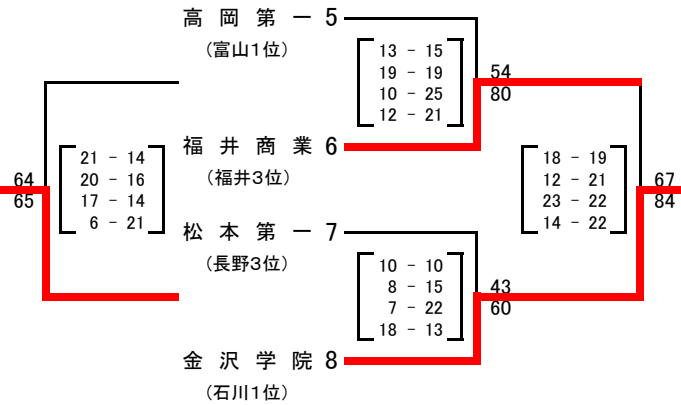 高岡第一 5
（富山1位）
13 - 15
19 - 19
10 - 25
12 - 21
54
80
福井商業 6
（福井3位）
21 - 14
20 - 16
17 - 14
6 - 21
64
65
18 - 19
12 - 21
23 - 22
14 - 22
67
84
松本第一 7
（長野3位）
10 - 10
8 - 15
7 - 22
18 - 13
43
60
金沢学院 8
（石川1位）